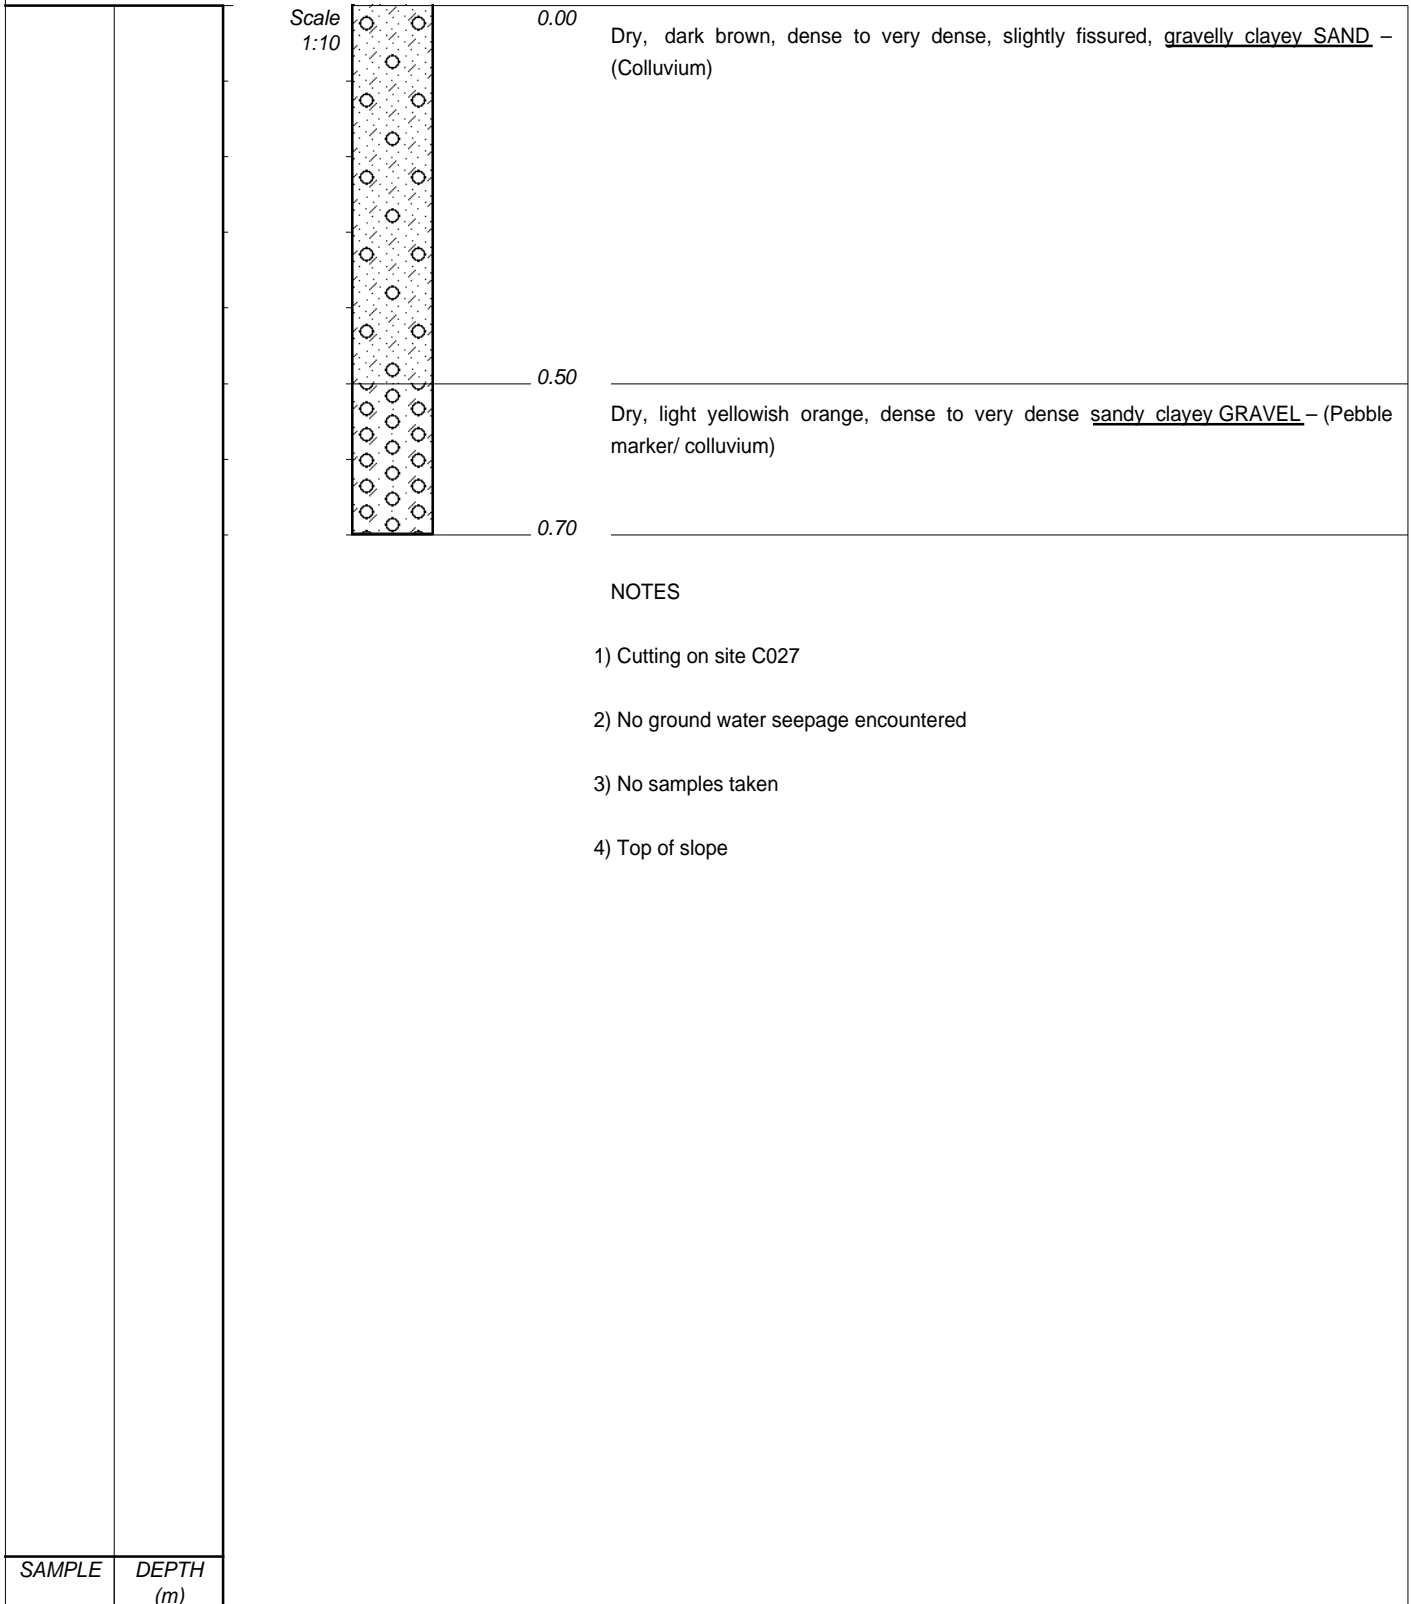 Scale
1:10
0.00
Dry, dark brown, dense to very dense, slightly fissured, gravelly clayey SAND –
(Colluvium)
0.50
Dry, light yellowish orange, dense to very dense sandy clayey GRAVEL – (Pebble
marker/ colluvium)
0.70
NOTES
1) Cutting on site C027
2) No ground water seepage encountered
3) No samples taken
4) Top of slope
SAMPLE DEPTH
(m)